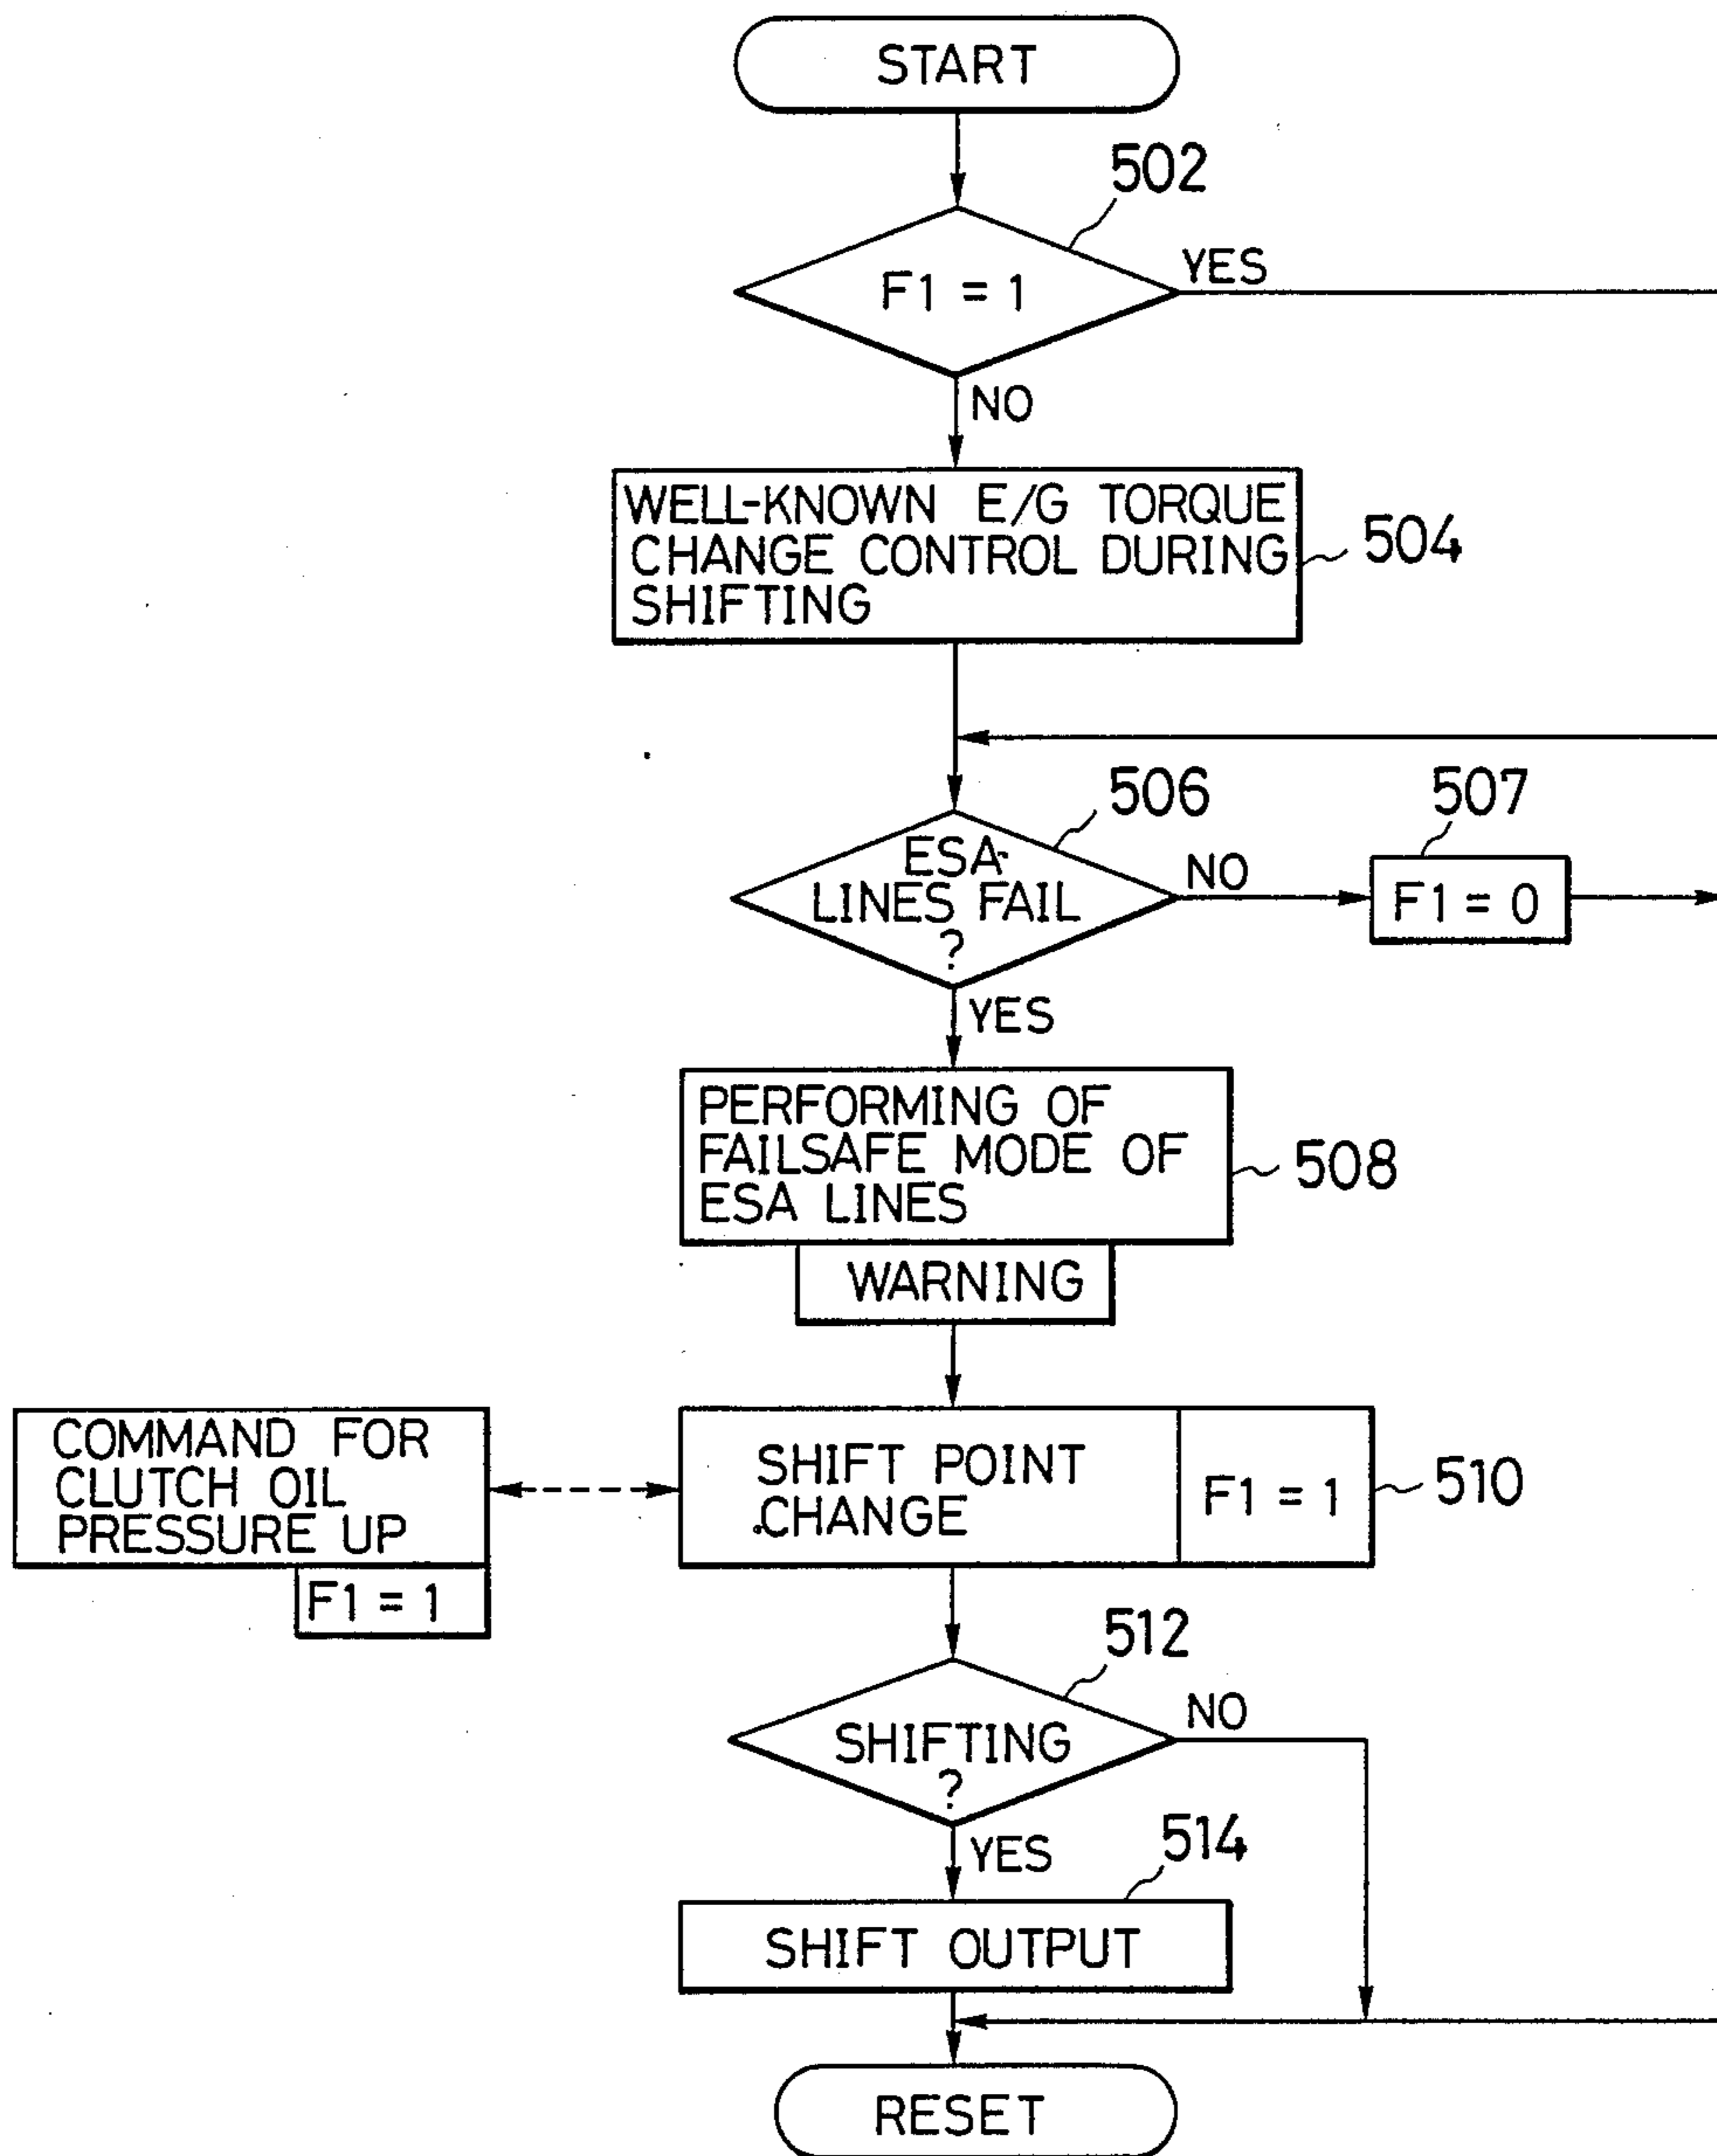 START
502
F1 = 1
YES
NO
WELL-KNOWN E/G TORQUE
CHANGE CONTROL DURING
SHIFTING
504
506
507
ESA
LINES FAIL
?
NO
F1 = 0
YES
PERFORMING OF
FAILSAFE MODE OF
ESA LINES
508
WARNING
COMMAND FOR
CLUTCH OIL
PRESSURE UP
F1 = 1
SHIFT POINT
CHANGE
F1 = 1
510
512
SHIFTING
?
NO
YES
514
SHIFT OUTPUT
RESET